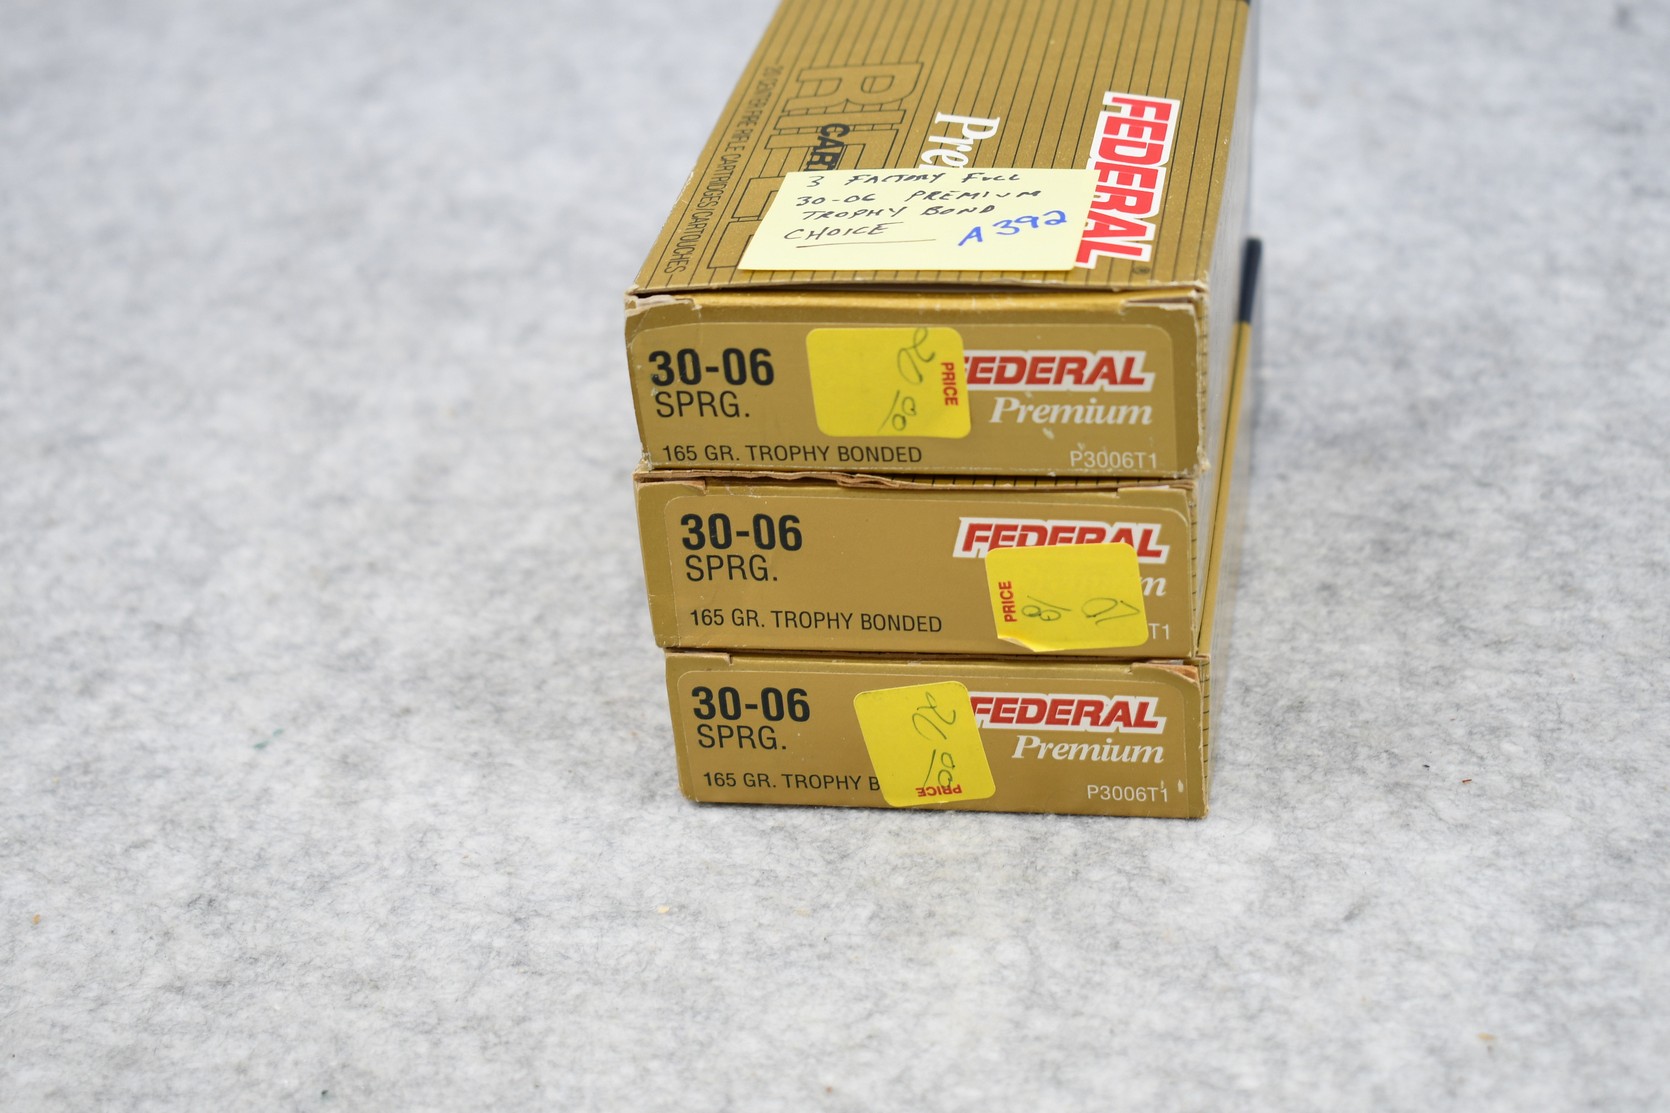 FEDERAL
Pre
RIFLE
CAR
20 CENTERFIRE RIFLE CARTRIDGES/CARTOUCHES
3 FACTORY FULL
30-06 PREMIUM
TROPHY BOND
CHOICE
A392
30-06
SPRG.
165 GR. TROPHY BONDED
PRICE
FEDERAL
Premium
P3006T1
30-06
SPRG.
165 GR. TROPHY BONDED
FEDERAL
m
PRICE
T1
30-06
SPRG.
165 GR. TROPHY B
PRICE
FEDERAL
Premium
P3006T1